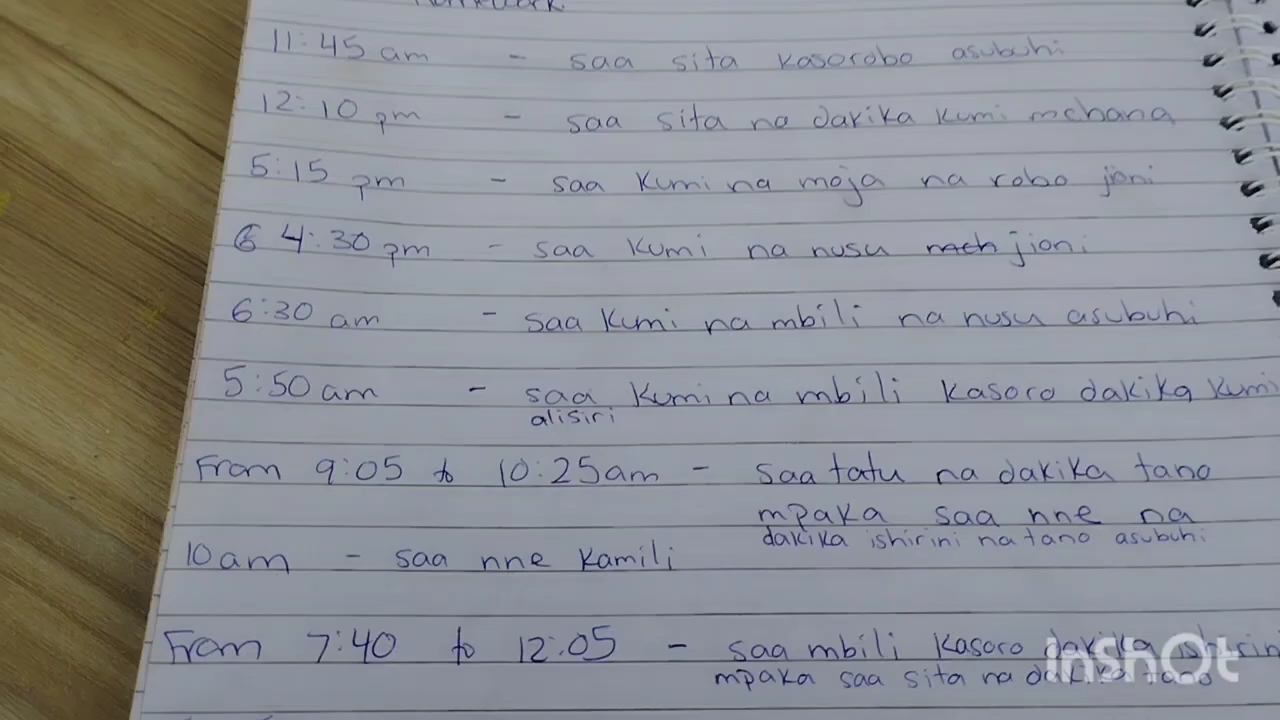 Homework
11:45 am - saa sita kasorobo asubuhi
12:10 pm - saa sita na dakika kumi mchana
5:15 pm - saa kumi na moja na robo jioni
4:30 pm - saa kumi na nusu jioni
6:30 am - saa kumi na mbili na nusu asubuhi
5:50 am - saa kumi na mbili kasoro dakika kumi
alisiri
From 9:05 to 10:25am - saa tatu na dakika tano
mpaka saa nne na
dakika ishirini na tano asubuhi
10am - saa nne kamili
From 7:40 to 12:05 - saa mbili kasoro dakika ishirin
mpaka saa sita na dakika tano
InShOt